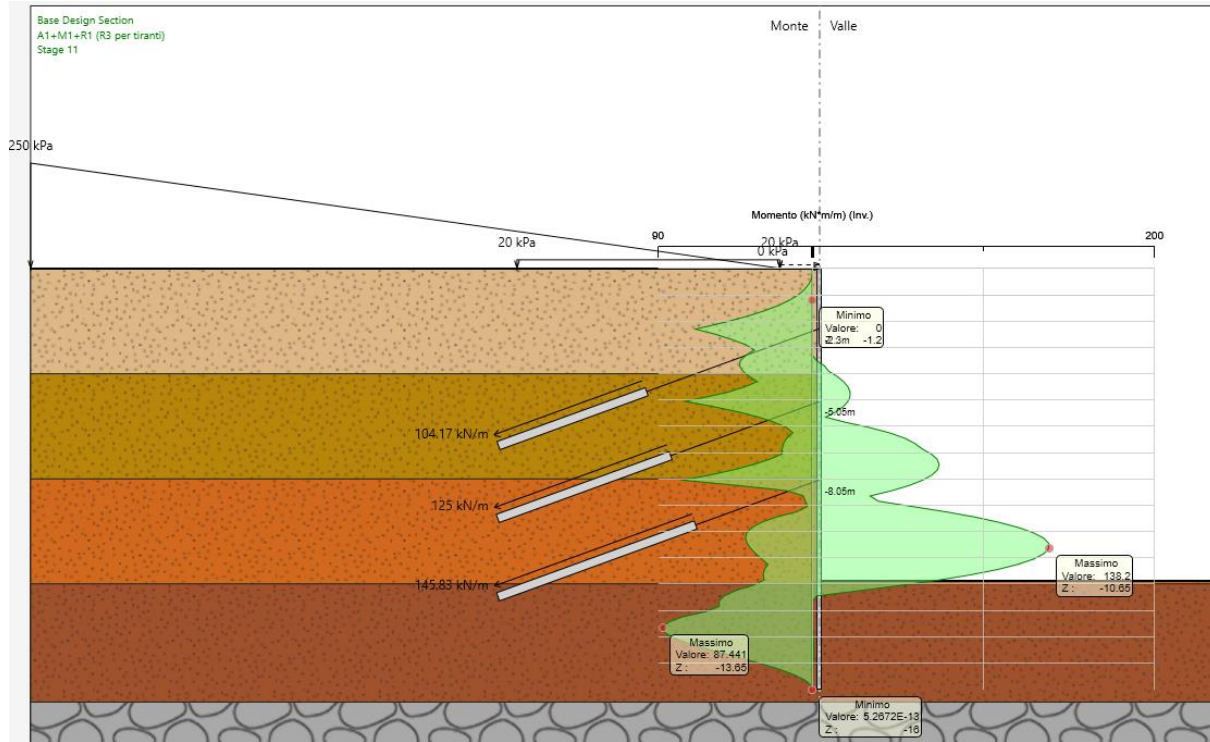 Base Design Section
A1+M1+R1 (R3 per tiranti)
Stage 11
Monte
Valle
250 kPa
Momento (kN*m/m) (Inv.)
90
200
20 kPa
20 kPa
0 kPa
Minimo
Valore: 0
Z : -1.2
-2.3m
-5.05m
104.17 kN/m
-8.05m
125 kN/m
Massimo
Valore: 138.2
Z : -10.65
145.83 kN/m
Massimo
Valore: 87.441
Z : -13.65
Minimo
Valore: 5.2672E-13
Z : -16